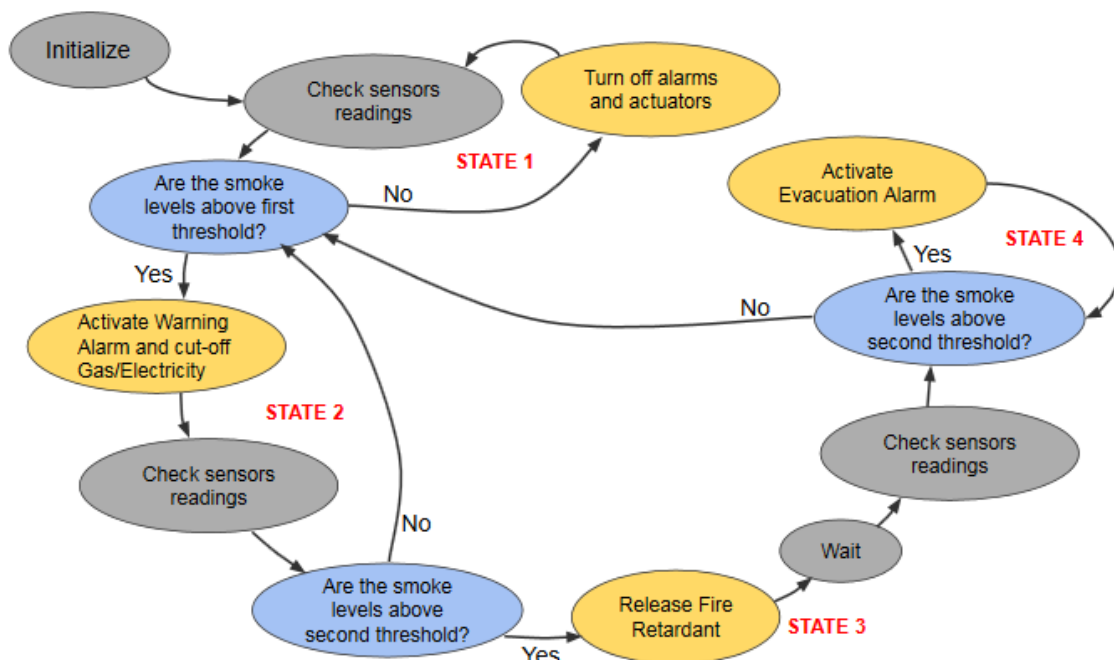 Initialize
Check sensors
readings
Turn off alarms
and actuators
STATE 1
Are the smoke
levels above first
threshold?
No
Yes
Activate Warning
Alarm and cut-off
Gas/Electricity
STATE 2
Check sensors
readings
No
Are the smoke
levels above
second threshold?
Yes
Release Fire
Retardant
STATE 3
Wait
Check sensors
readings
Are the smoke
levels above
second threshold?
No
Yes
STATE 4
Activate
Evacuation Alarm